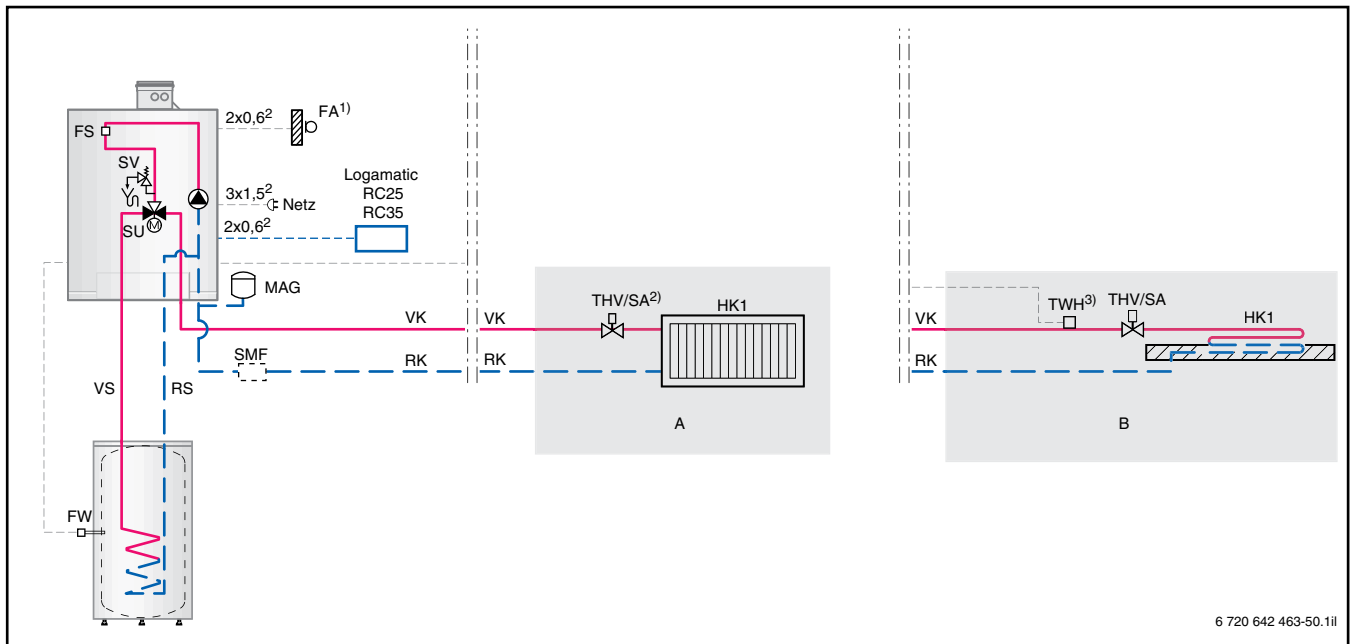 FS
SV
SU
M
2x0,6²
FA¹⁾
3x1,5²
Netz
2x0,6²
Logamatic
RC25
RC35
MAG
SMF
VS
RS
FW
VK
VK
RK
RK
THV/SA²⁾
HK1
A
VK
RK
TWH³⁾
THV/SA
HK1
B
6 720 642 463-50.1il